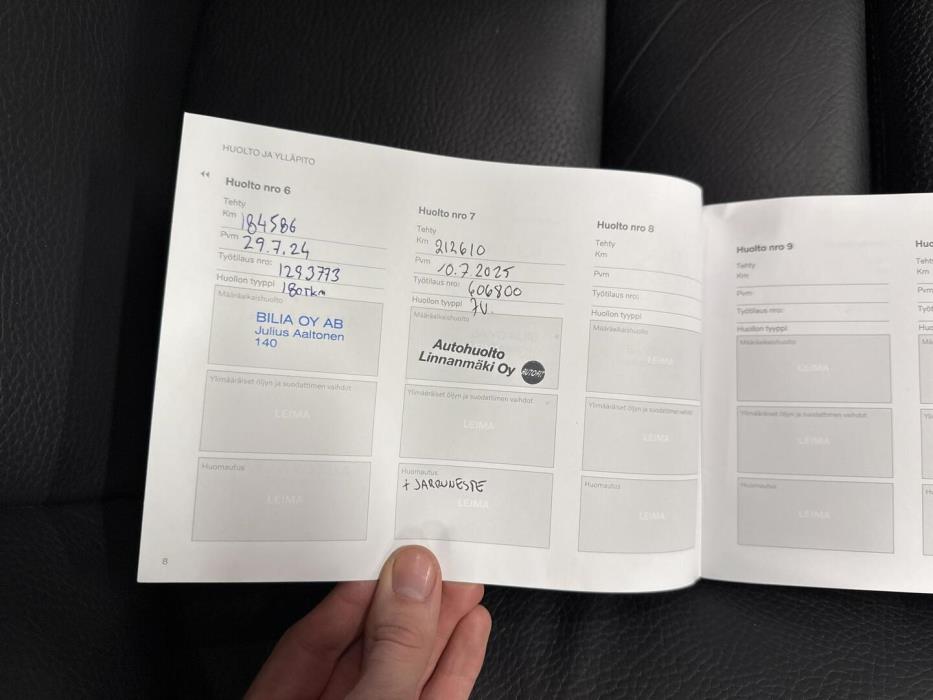 HUOLTO JA YLLÄPITO
Huolto nro 6
Tehty
Km 184586
Pvm 29.7.24
Työtilaus nro: 1293773
Huollon tyyppi 180tkm
Määräaikaishuolto
BILIA OY AB
Julius Aaltonen
140
Ylimääräiset öljyn ja suodattimen vaihdot
LEIMA
Huomautus
LEIMA
8
Huolto nro 7
Tehty
Km 212610
Pvm 10.7.2025
Työtilaus nro: 606800
Huollon tyyppi 7V.
Määräaikaishuolto
Autohuolto
Linnanmäki Oy
AUTOFIT
Ylimääräiset öljyn ja suodattimen vaihdot
LEIMA
Huomautus
+ JARRUNESTE
LEIMA
Huolto nro 8
Tehty
Km
Pvm
Työtilaus nro:
Huollon tyyppi
Määräaikaishuolto
LEIMA
Ylimääräiset öljyn ja suodattimen vaihdot
LEIMA
Huomautus
LEIMA
Huolto nro 9
Tehty
Km
Pvm
Työtilaus nro:
Huollon tyyppi
Määräaikaishuolto
LEIMA
Ylimääräiset öljyn ja suodattimen vaihdot
LEIMA
Huomautus
LEIMA
Km
Pvm